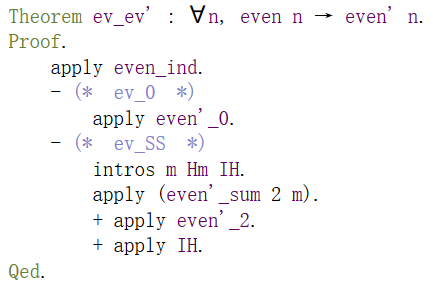 Theorem ev_ev' : ∀n, even n → even' n.
Proof.
apply even_ind.
- (* ev_0 *)
apply even'_0.
- (* ev_SS *)
intros m Hm IH.
apply (even'_sum 2 m).
+ apply even'_2.
+ apply IH.
Qed.